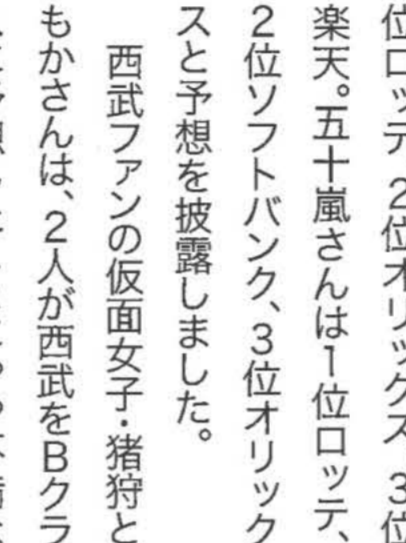 位ロッテ、2位オリックス、3位
楽天。五十嵐さんは1位ロッテ、
2位ソフトバンク、3位オリック
スと予想を披露しました。
西武ファンの仮面女子・猪狩と
もかさんは、2人が西武をBクラ